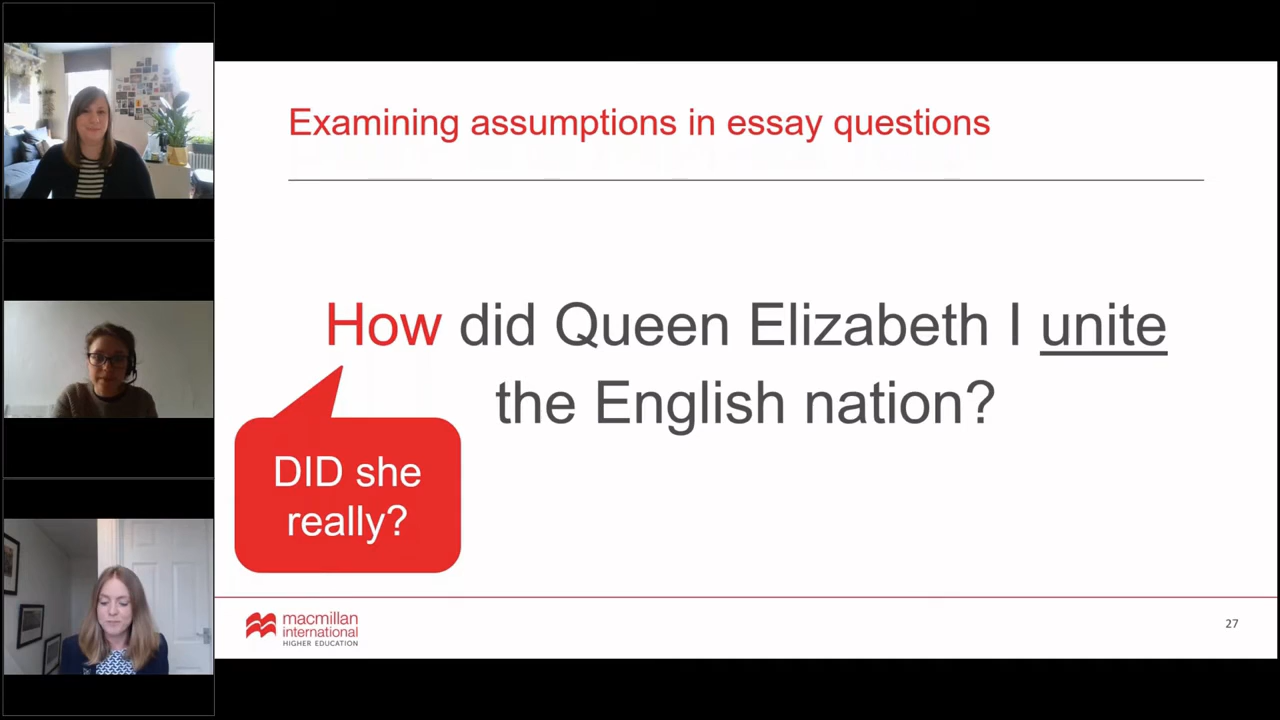 Examining assumptions in essay questions
How did Queen Elizabeth I unite
the English nation?
DID she
really?
macmillan
international
HIGHER EDUCATION
27